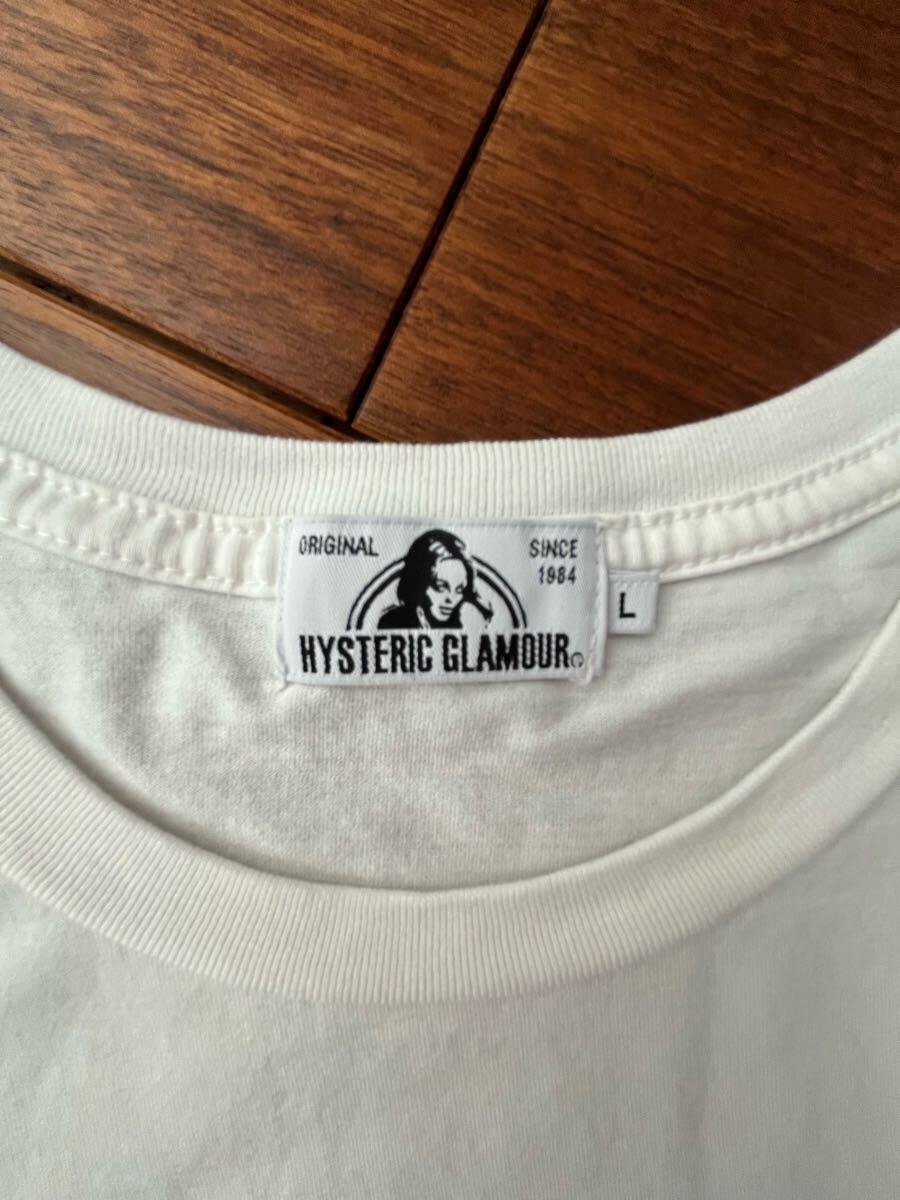 ORIGINAL
SINCE
1984
HYSTERIC GLAMOUR©
L